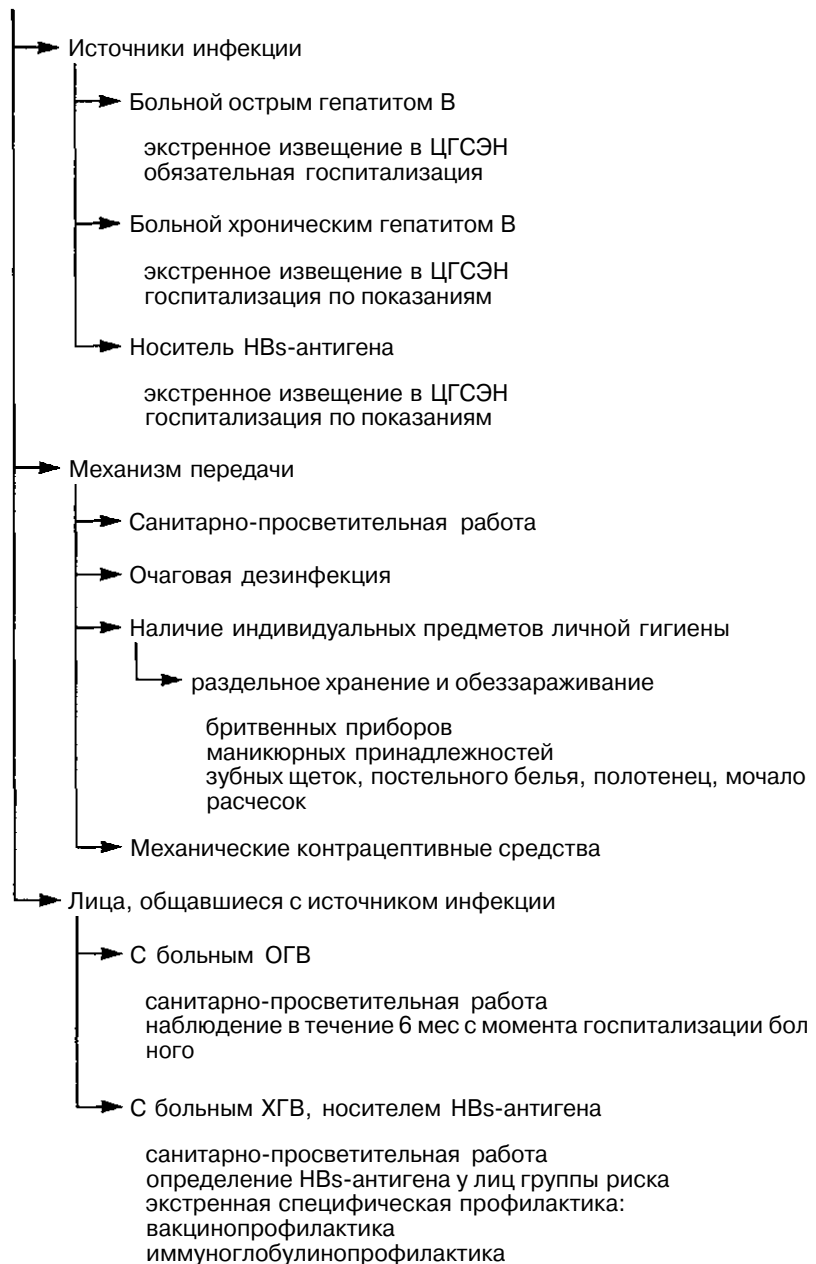 Источники инфекции
Больной острым гепатитом В
экстренное извещение в ЦГСЭН
обязательная госпитализация
Больной хроническим гепатитом В
экстренное извещение в ЦГСЭН
госпитализация по показаниям
Носитель HBs-антигена
экстренное извещение в ЦГСЭН
госпитализация по показаниям
Механизм передачи
Санитарно-просветительная работа
Очаговая дезинфекция
Наличие индивидуальных предметов личной гигиены
раздельное хранение и обеззараживание
бритвенных приборов
маникюрных принадлежностей
зубных щеток, постельного белья, полотенец, мочало
расчесок
Механические контрацептивные средства
Лица, общавшиеся с источником инфекции
С больным ОГВ
санитарно-просветительная работа
наблюдение в течение 6 мес с момента госпитализации бол
ного
С больным ХГВ, носителем HBs-антигена
санитарно-просветительная работа
определение HBs-антигена у лиц группы риска
экстренная специфическая профилактика:
вакцинопрофилактика
иммуноглобулинопрофилактика